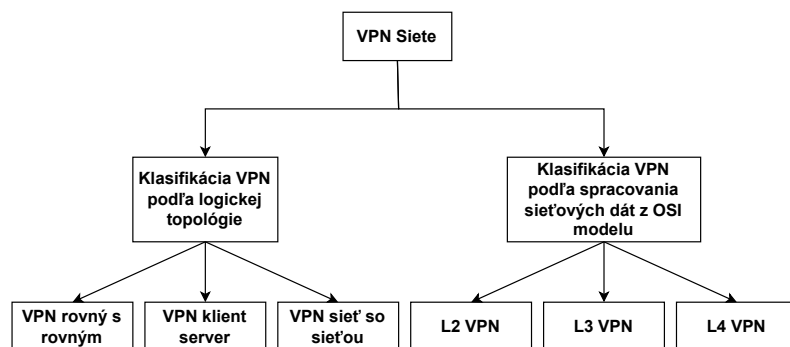 VPN Siete
Klasifikácia VPN
podľa logickej
topológie
Klasifikácia VPN
podľa spracovania
sieťových dát z OSI
modelu
VPN rovný s
rovným
VPN klient
server
VPN sieť so
sieťou
L2 VPN
L3 VPN
L4 VPN